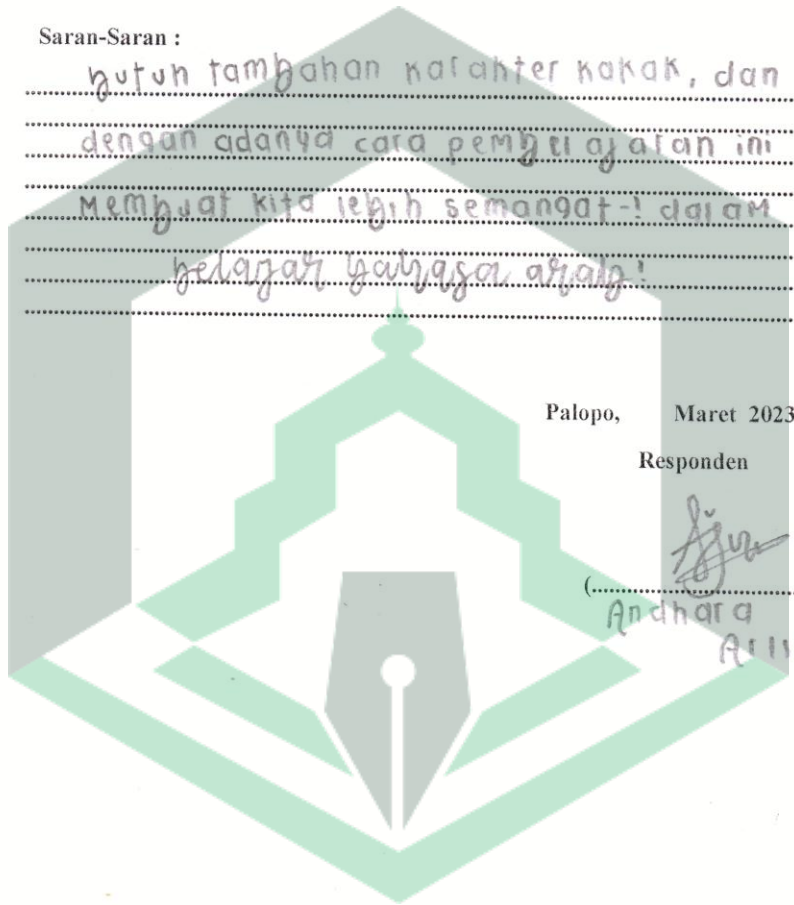 Saran-Saran :
butuh tambahan karakter kakak, dan
dengan adanya cara pembelajaran ini
Membuat kita lebih semangat-! dalam
belajar bahasa arab!
Palopo, Maret 2023
Responden
(
Andhara